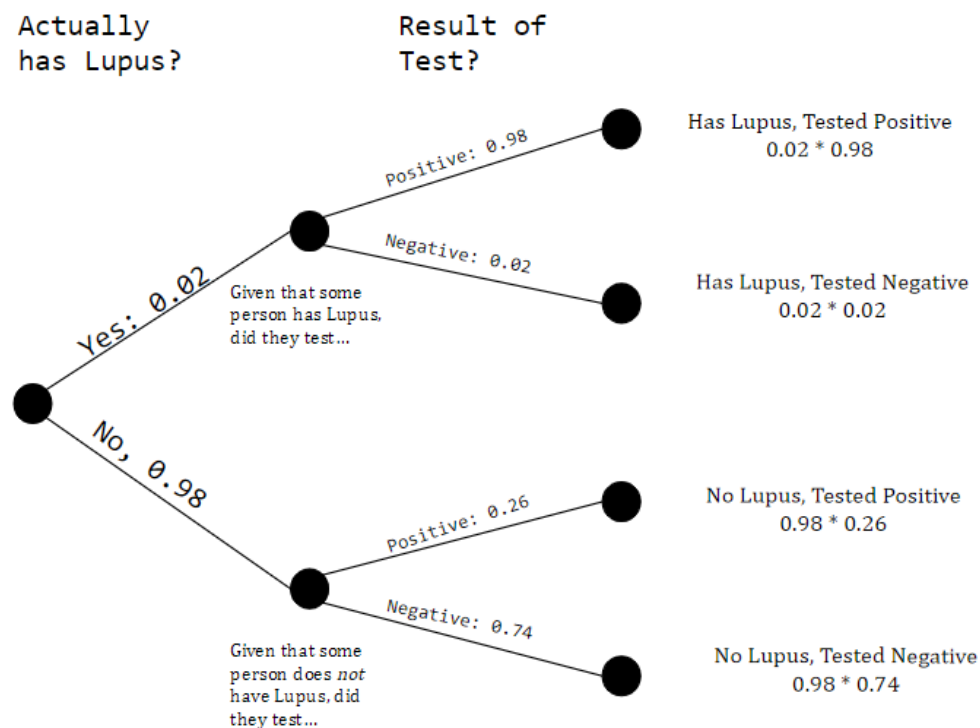 Actually
has Lupus?
Result of
Test?
Has Lupus, Tested Positive
0.02 * 0.98
Positive: 0.98
Negative: 0.02
Has Lupus, Tested Negative
0.02 * 0.02
Yes: 0.02
Given that some
person has Lupus,
did they test...
No, 0.98
No Lupus, Tested Positive
0.98 * 0.26
Positive: 0.26
Negative: 0.74
No Lupus, Tested Negative
0.98 * 0.74
Given that some
person does not
have Lupus, did
they test...